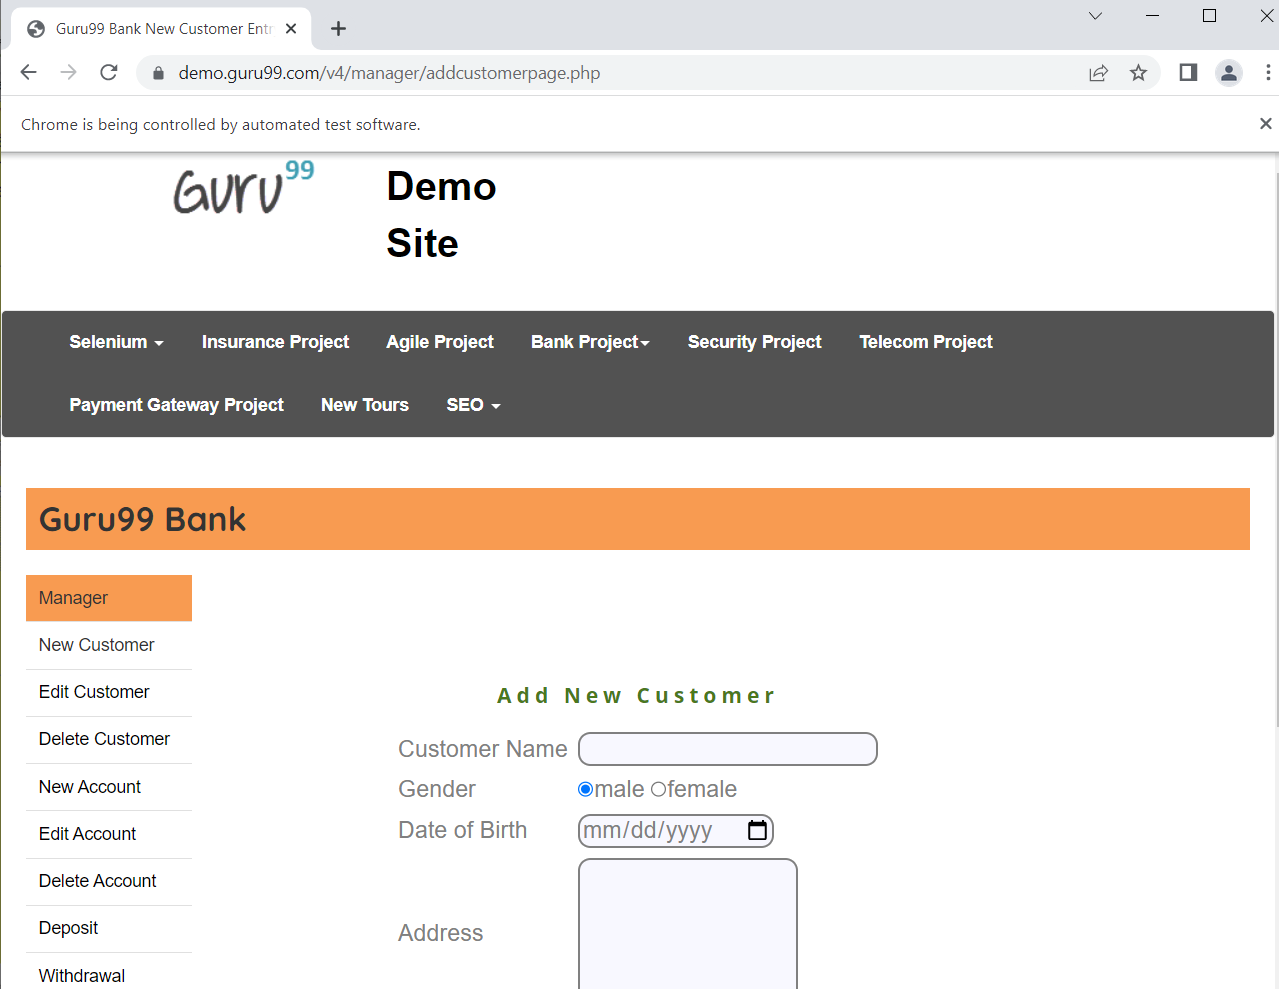 Guru99 Bank New Customer Entr
demo.guru99.com/v4/manager/addcustomerpage.php
Chrome is being controlled by automated test software.
Guru99
Demo
Site
Selenium Insurance Project Agile Project Bank Project Security Project Telecom Project
Payment Gateway Project New Tours SEO
Guru99 Bank
Manager
New Customer
Edit Customer
Delete Customer
New Account
Edit Account
Delete Account
Deposit
Withdrawal
Add New Customer
Customer Name
Gender male female
Date of Birth mm/dd/yyyy
Address